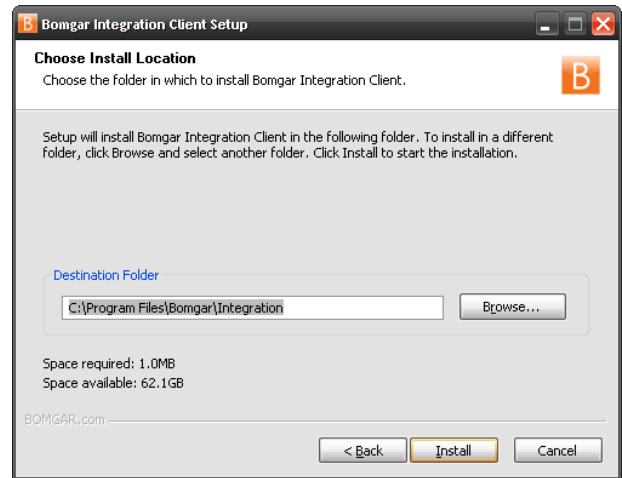 B Bomgar Integration Client Setup
Choose Install Location
Choose the folder in which to install Bomgar Integration Client.
B
Setup will install Bomgar Integration Client in the following folder. To install in a different
folder, click Browse and select another folder. Click Install to start the installation.
Destination Folder
C:\Program Files\Bomgar\Integration
Browse...
Space required: 1.0MB
Space available: 62.1GB
BOMGAR.com
< Back Install Cancel